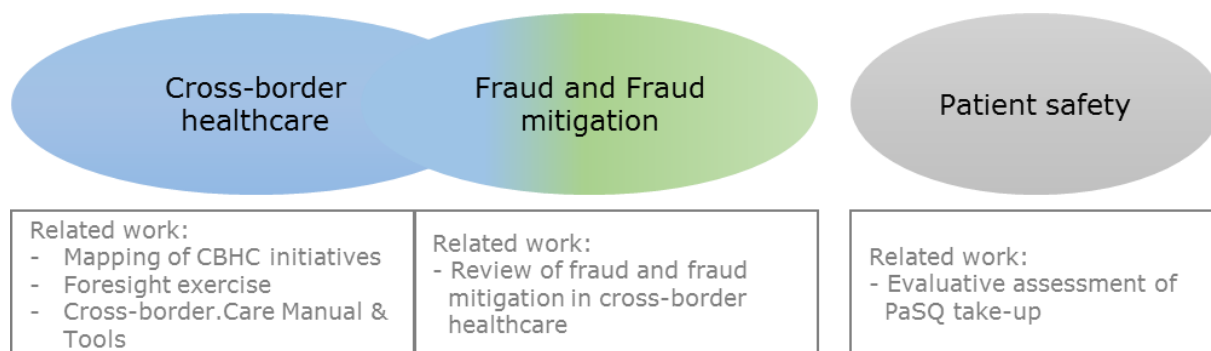 Cross-border
healthcare
Fraud and Fraud
mitigation
Patient safety
Related work:
- Mapping of CBHC initiatives
- Foresight exercise
- Cross-border.Care Manual &
Tools
Related work:
- Review of fraud and fraud
mitigation in cross-border
healthcare
Related work:
- Evaluative assessment of
PaSQ take-up